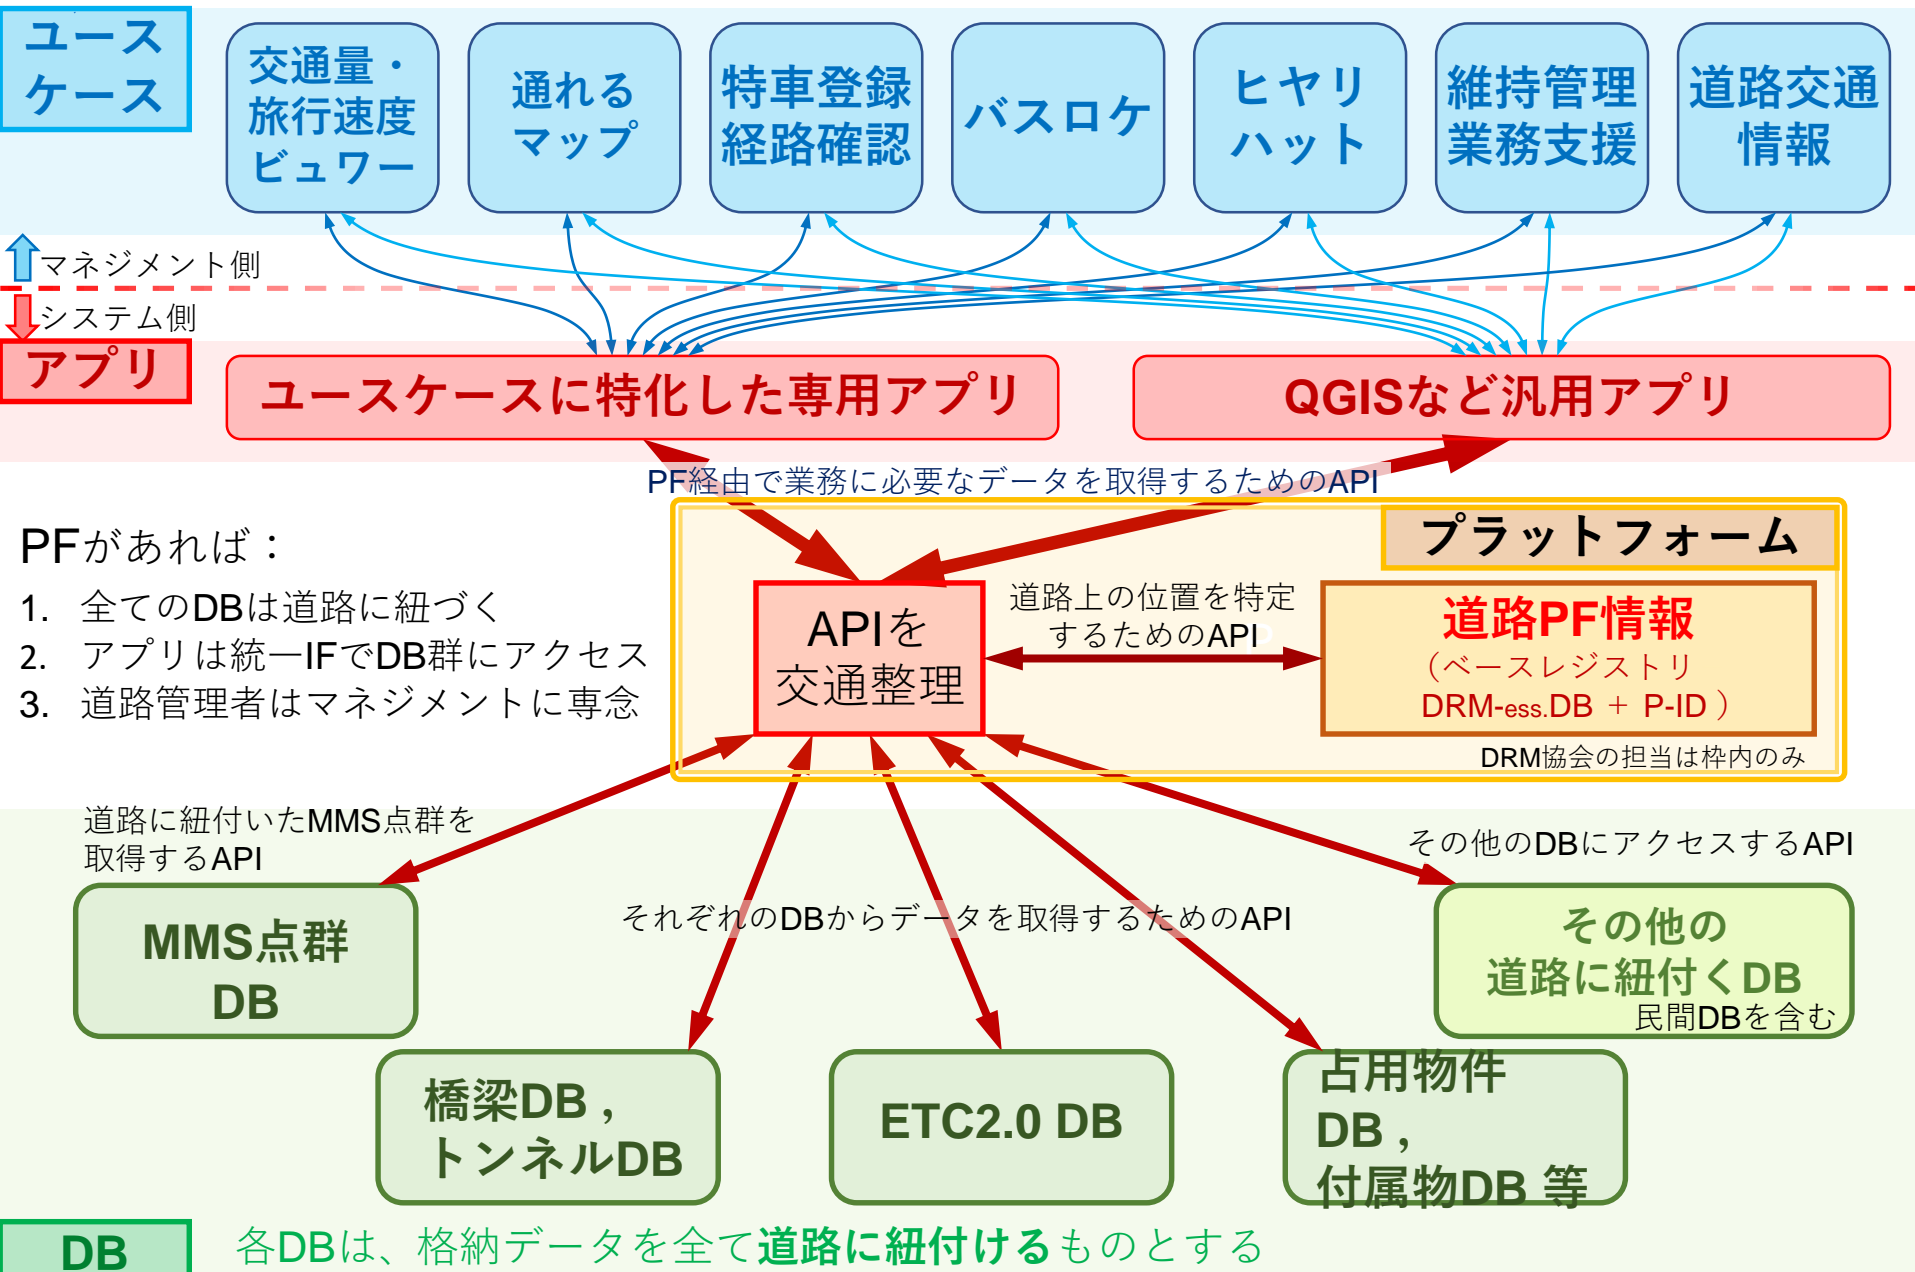 ユース
ケース
交通量・
旅行速度
ビュワー
通れる
マップ
特車登録
経路確認
バスロケ
ヒヤリ
ハット
維持管理
業務支援
道路交通
情報
マネジメント側
システム側
アプリ
ユースケースに特化した専用アプリ
QGISなど汎用アプリ
PF経由で業務に必要なデータを取得するためのAPI
プラットフォーム
PFがあれば：
1. 全てのDBは道路に紐づく
2. アプリは統一IFでDB群にアクセス
3. 道路管理者はマネジメントに専念
APIを
交通整理
道路上の位置を特定
するためのAPI
道路PF情報
（ベースレジストリ
DRM-ess.DB + P-ID）
DRM協会の担当は枠内のみ
道路に紐付いたMMS点群を
取得するAPI
その他のDBにアクセスするAPI
それぞれのDBからデータを取得するためのAPI
MMS点群
DB
その他の
道路に紐付くDB
民間DBを含む
橋梁DB，
トンネルDB
ETC2.0 DB
占用物件
DB，
付属物DB 等
DB
各DBは、格納データを全て道路に紐付けるものとする